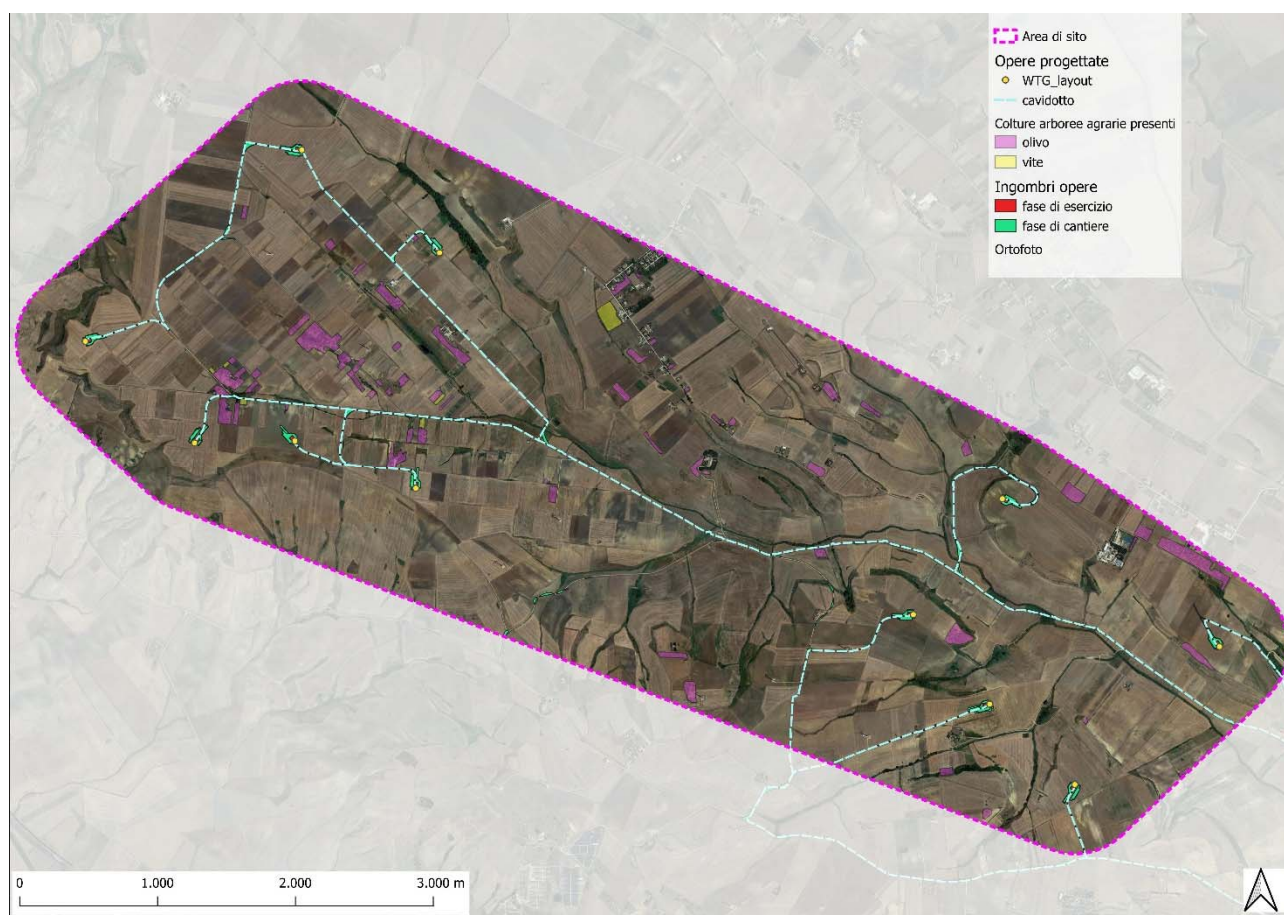 Area di sito
Opere progettate
WTG_layout
cavidotto
Colture arboree agrarie presenti
olivo
vite
Ingombri opere
fase di esercizio
fase di cantiere
Ortofoto
0 1.000 2.000 3.000 m